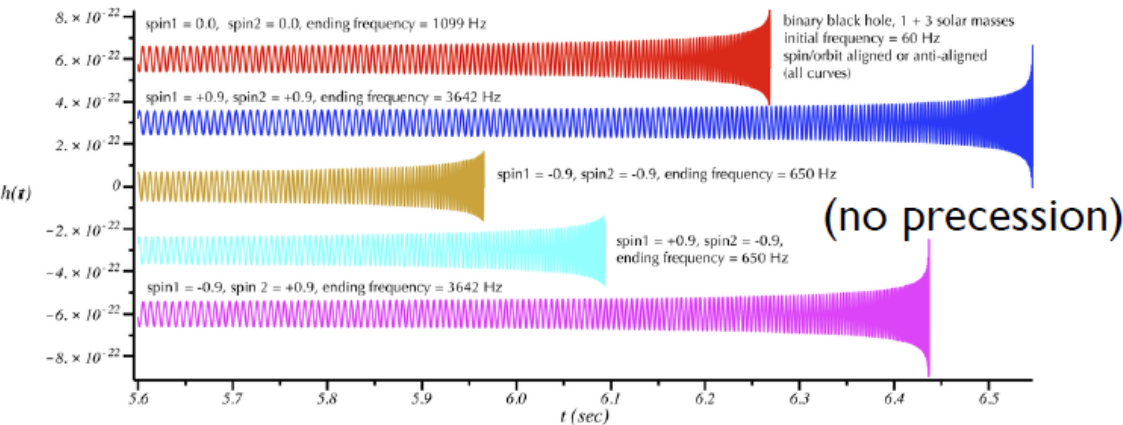 8. × 10⁻²²
spin1 = 0.0, spin2 = 0.0, ending frequency = 1099 Hz
binary black hole, 1 + 3 solar masses
initial frequency = 60 Hz
spin/orbit aligned or anti-aligned
(all curves)
6. × 10⁻²²
4. × 10⁻²²
spin1 = +0.9, spin2 = +0.9, ending frequency = 3642 Hz
2. × 10⁻²²
h(t)
0
spin1 = -0.9, spin2 = -0.9, ending frequency = 650 Hz
(no precession)
−2. × 10⁻²²
spin1 = +0.9, spin2 = -0.9,
ending frequency = 650 Hz
−4. × 10⁻²²
spin1 = -0.9, spin 2 = +0.9, ending frequency = 3642 Hz
−6. × 10⁻²²
−8. × 10⁻²²
5.6 5.7 5.8 5.9 6.0 6.1 6.2 6.3 6.4 6.5
t (sec)